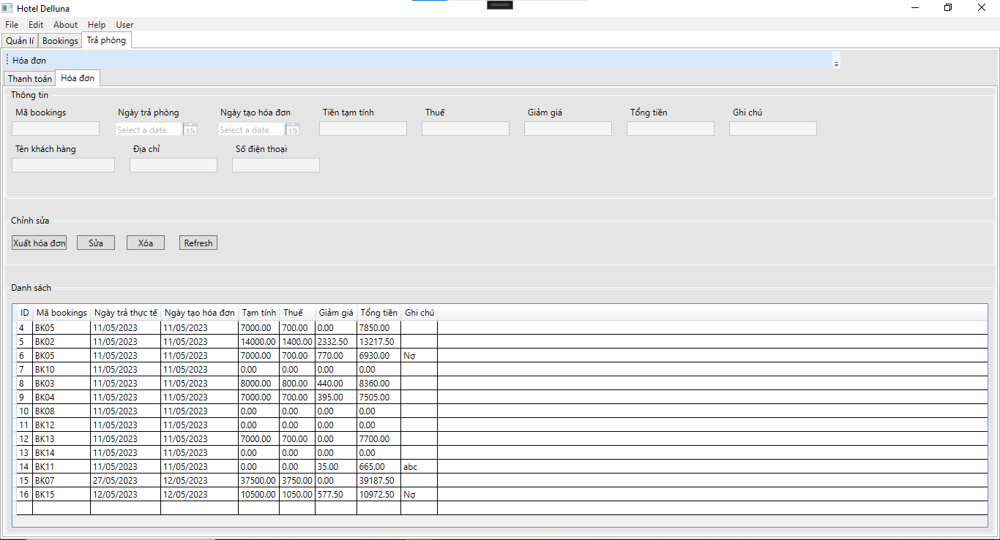 Hotel Delluna
File Edit About Help User
Quản lí Bookings Trả phòng
Hóa đơn
Thanh toán Hóa đơn
Thông tin
Mã bookings Ngày trả phòng Ngày tạo hóa đơn Tiền tạm tính Thuế Giảm giá Tổng tiền Ghi chú
Select a date 15 Select a date 15
Tên khách hàng Địa chỉ Số điện thoại
Chỉnh sửa
Xuất hóa đơn Sửa Xóa Refresh
Danh sách
ID Mã bookings Ngày trả thực tế Ngày tạo hóa đơn Tạm tính Thuế Giảm giá Tổng tiền Ghi chú
4 BK05 11/05/2023 11/05/2023 7000.00 700.00 0.00 7850.00
5 BK02 11/05/2023 11/05/2023 14000.00 1400.00 2332.50 13217.50
6 BK05 11/05/2023 11/05/2023 7000.00 700.00 770.00 6930.00 Nợ
7 BK10 11/05/2023 11/05/2023 0.00 0.00 0.00 0.00
8 BK03 11/05/2023 11/05/2023 8000.00 800.00 440.00 8360.00
9 BK04 11/05/2023 11/05/2023 7000.00 700.00 395.00 7505.00
10 BK08 11/05/2023 11/05/2023 0.00 0.00 0.00 0.00
11 BK12 11/05/2023 11/05/2023 0.00 0.00 0.00 0.00
12 BK13 11/05/2023 11/05/2023 7000.00 700.00 0.00 7700.00
13 BK14 11/05/2023 11/05/2023 0.00 0.00 0.00 0.00
14 BK11 11/05/2023 11/05/2023 0.00 0.00 35.00 665.00 abc
15 BK07 27/05/2023 12/05/2023 37500.00 3750.00 0.00 39187.50
16 BK15 12/05/2023 12/05/2023 10500.00 1050.00 577.50 10972.50 Nợ